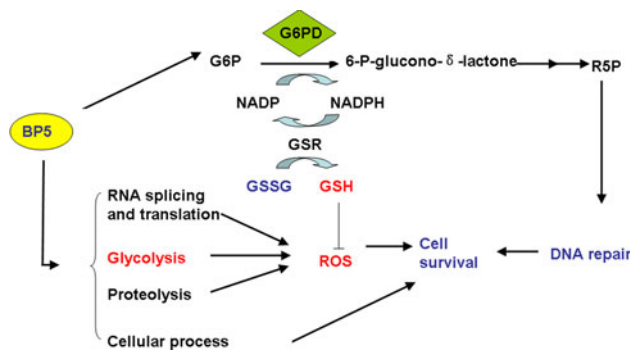 G6PD
G6P
6-P-glucono- δ -lactone
R5P
NADP
NADPH
BP5
GSR
GSSG
GSH
RNA splicing
and translation
Glycolysis
ROS
Cell
survival
DNA repair
Proteolysis
Cellular process